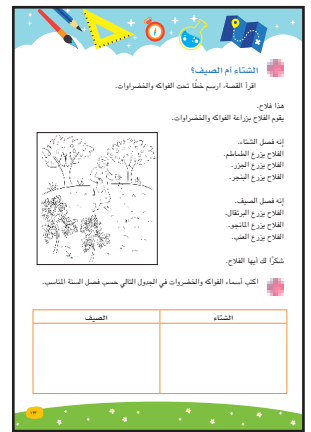 الشتاء أم الصيف؟
اقرأ القصة، ارسم خطًا تحت الفواكه والخضراوات.
هذا فلاح.
يقوم الفلاح بزراعة الفواكه والخضراوات.
إنه فصل الشتاء.
الفلاح يزرع الطماطم.
الفلاح يزرع الجزر.
الفلاح يزرع البنجر.
إنه فصل الصيف.
الفلاح يزرع البرتقال.
الفلاح يزرع المانجو.
الفلاح يزرع العنب.
شكرًا لك أيها الفلاح.
اكتب أسماء الفواكه والخضروات في الجدول التالي حسب فصل السنة المناسب.
الشتاء
الصيف